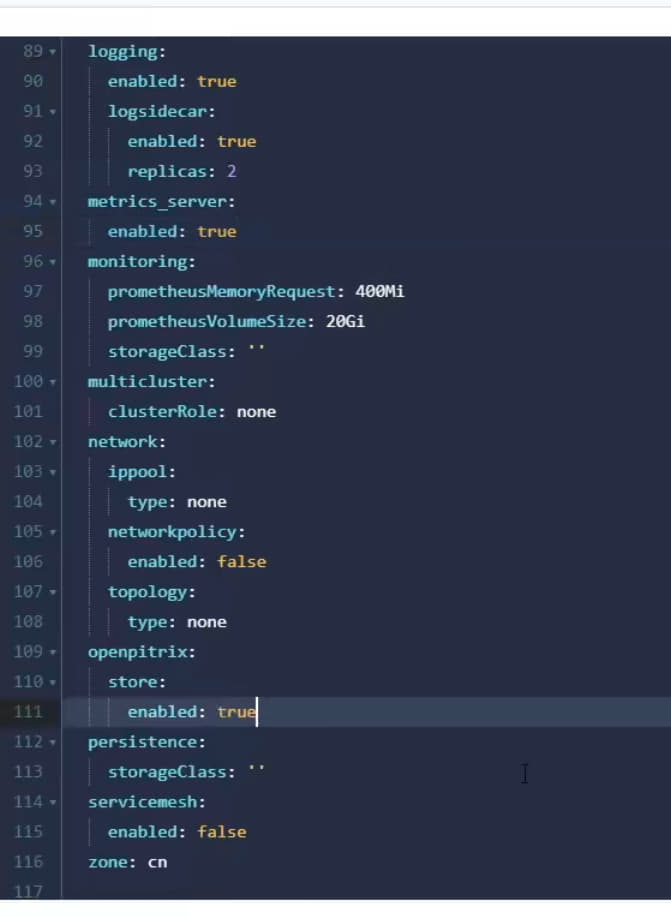 89 logging:
90 enabled: true
91 logsidecar:
92 enabled: true
93 replicas: 2
94 metrics_server:
95 enabled: true
96 monitoring:
97 prometheusMemoryRequest: 400Mi
98 prometheusVolumeSize: 20Gi
99 storageClass: ''
100 multicluster:
101 clusterRole: none
102 network:
103 ippool:
104 type: none
105 networkpolicy:
106 enabled: false
107 topology:
108 type: none
109 openpitrix:
110 store:
111 enabled: true
112 persistence:
113 storageClass: ''
114 servicemesh:
115 enabled: false
116 zone: cn
117